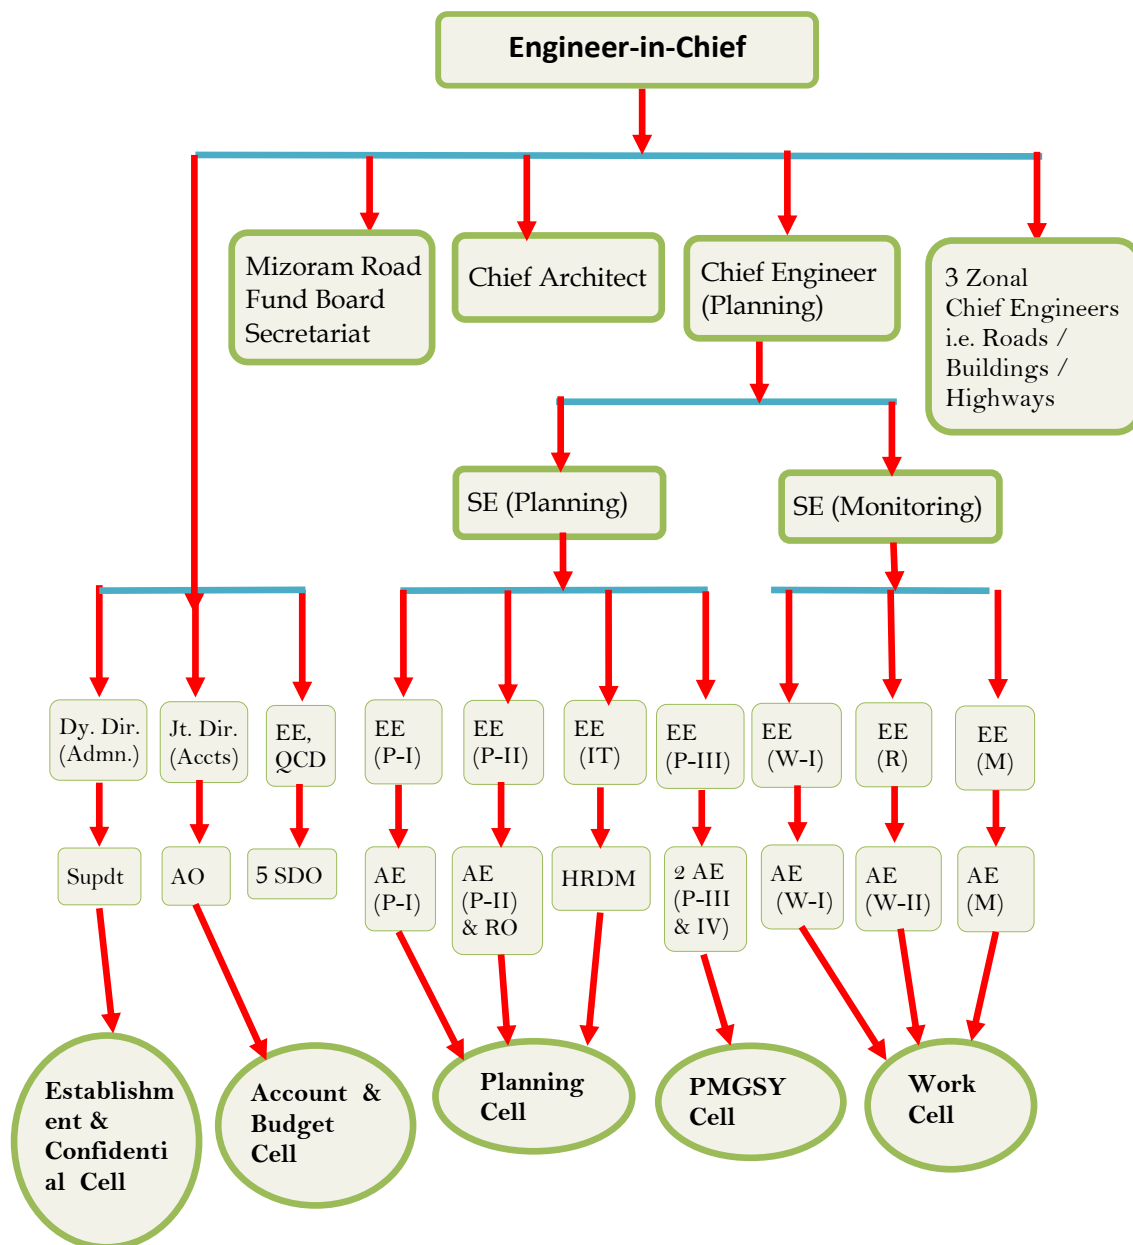 Engineer-in-Chief
Mizoram Road
Fund Board
Secretariat
Chief Architect
Chief Engineer
(Planning)
3 Zonal
Chief Engineers
i.e. Roads /
Buildings /
Highways
SE (Planning)
SE (Monitoring)
Dy. Dir.
(Admn.)
Jt. Dir.
(Accts)
EE,
QCD
EE
(P-I)
EE
(P-II)
EE
(IT)
EE
(P-III)
EE
(W-I)
EE
(R)
EE
(M)
Supdt
AO
5 SDO
AE
(P-I)
AE
(P-II)
& RO
HRDM
2 AE
(P-III
& IV)
AE
(W-I)
AE
(W-II)
AE
(M)
Establishm
ent &
Confidenti
al Cell
Account &
Budget
Cell
Planning
Cell
PMGSY
Cell
Work
Cell